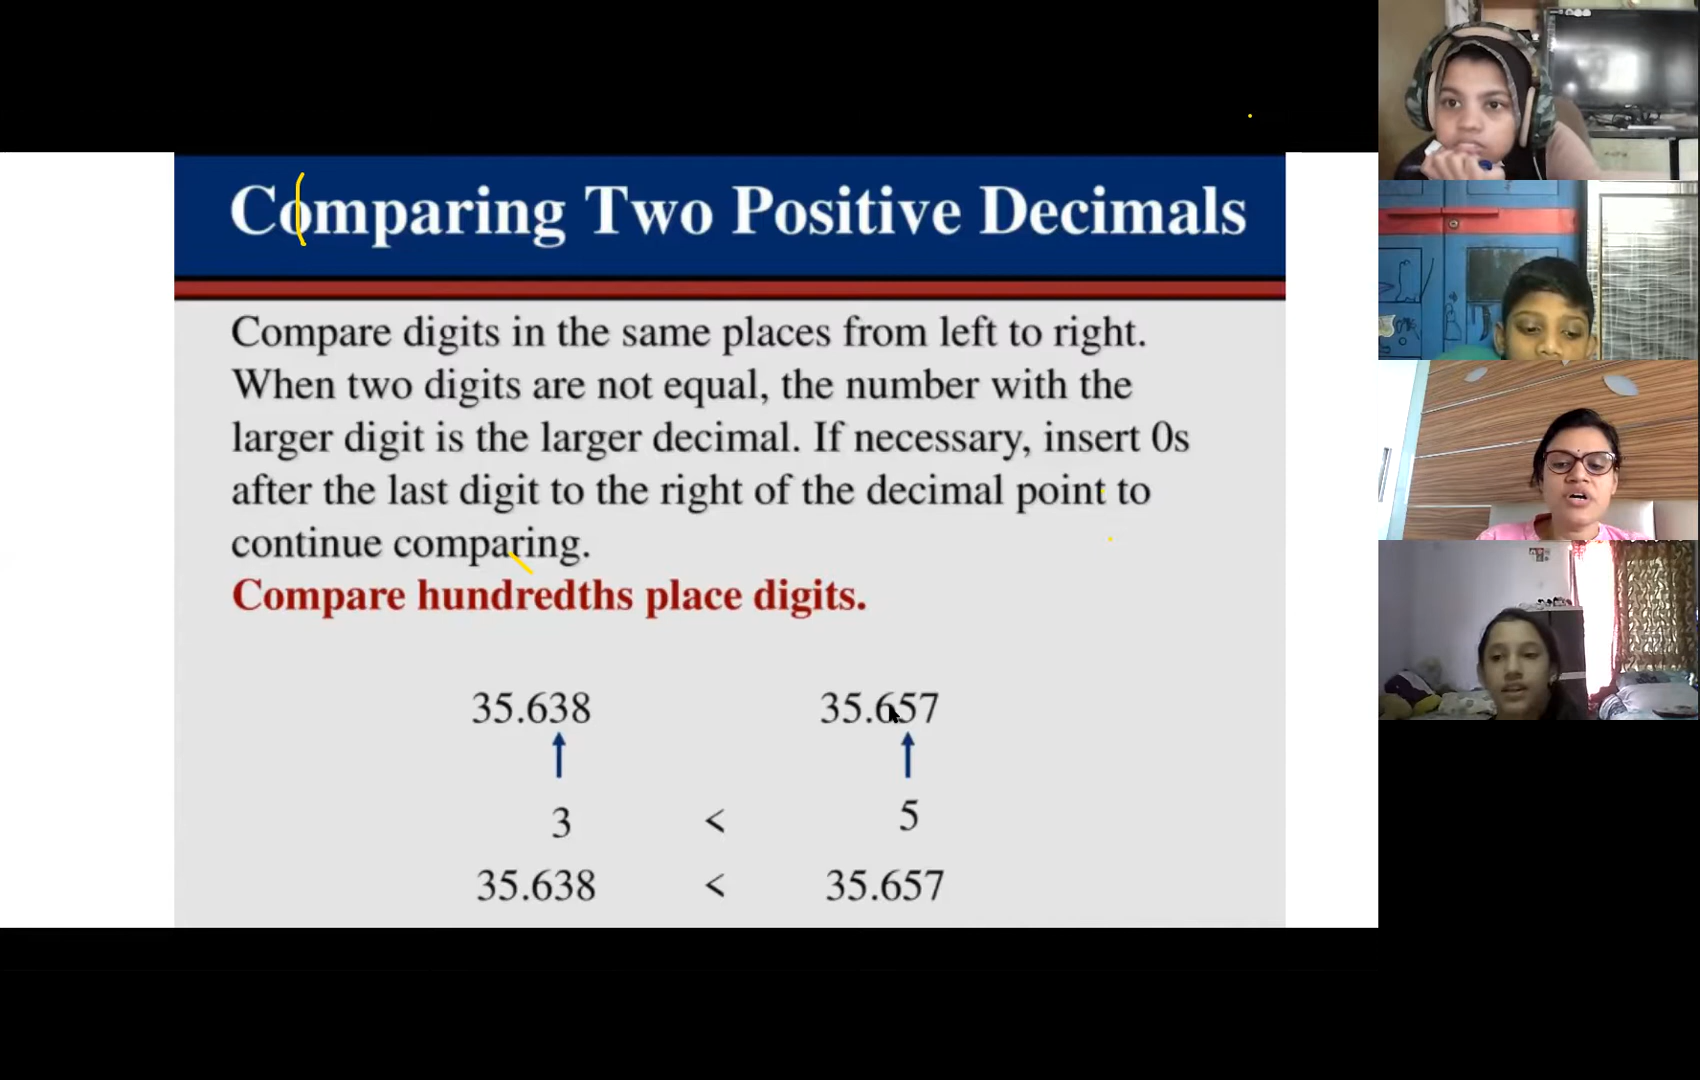 Comparing Two Positive Decimals
Compare digits in the same places from left to right.
When two digits are not equal, the number with the
larger digit is the larger decimal. If necessary, insert 0s
after the last digit to the right of the decimal point to
continue comparing.
Compare hundredths place digits.
35.638 35.657
3 < 5
35.638 < 35.657